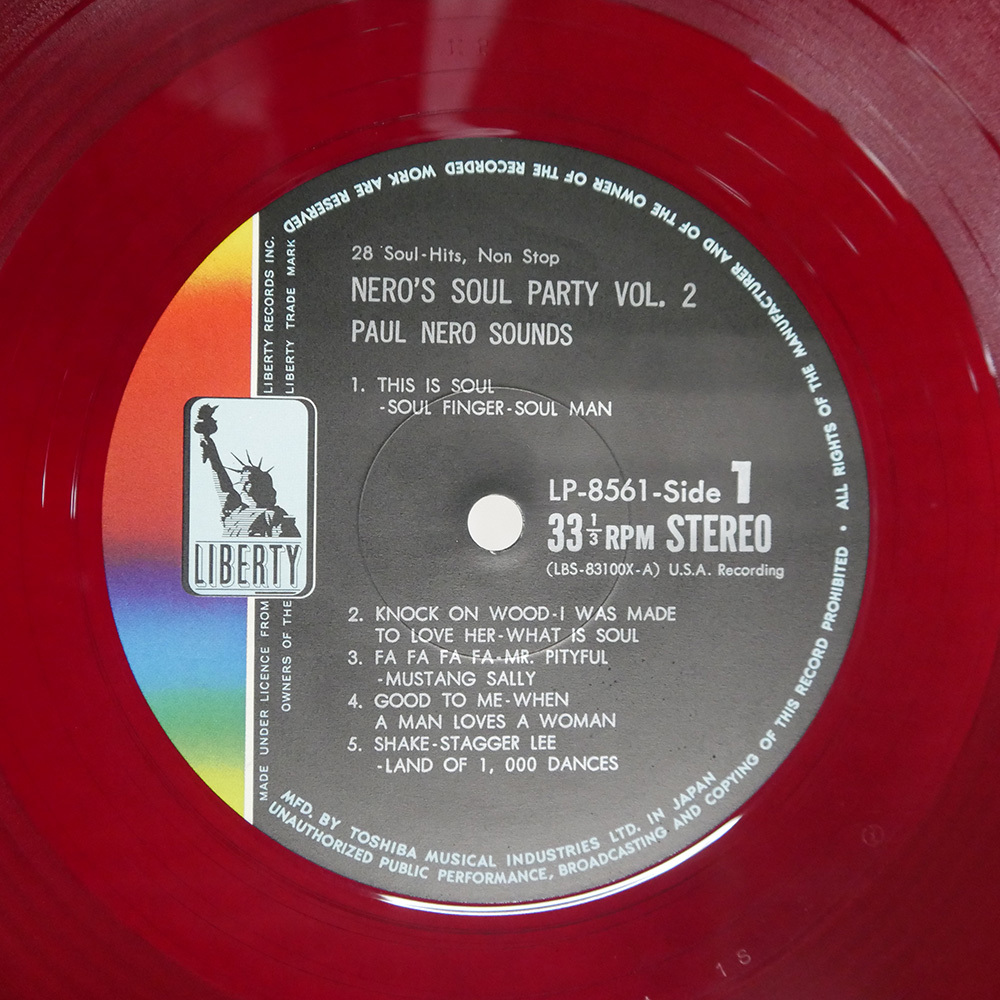 28 Soul-Hits, Non Stop
NERO'S SOUL PARTY VOL. 2
PAUL NERO SOUNDS
1. THIS IS SOUL
-SOUL FINGER-SOUL MAN
LP-8561-Side 1
33 1/3 RPM STEREO
(LBS-83100X-A) U.S.A. Recording
2. KNOCK ON WOOD-I WAS MADE
TO LOVE HER-WHAT IS SOUL
3. FA FA FA FA-MR. PITYFUL
-MUSTANG SALLY
4. GOOD TO ME-WHEN
A MAN LOVES A WOMAN
5. SHAKE-STAGGER LEE
-LAND OF 1, 000 DANCES
LIBERTY
MADE UNDER LICENCE FROM LIBERTY RECORDS INC.
OWNERS OF THE LIBERTY TRADE MARK
MFD. BY TOSHIBA MUSICAL INDUSTRIES LTD. IN JAPAN
ALL RIGHTS OF THE MANUFACTURER AND OF THE OWNER OF THE RECORDED WORK ARE RESERVED
UNAUTHORIZED PUBLIC PERFORMANCE, BROADCASTING AND COPYING OF THIS RECORD PROHIBITED •
1 S